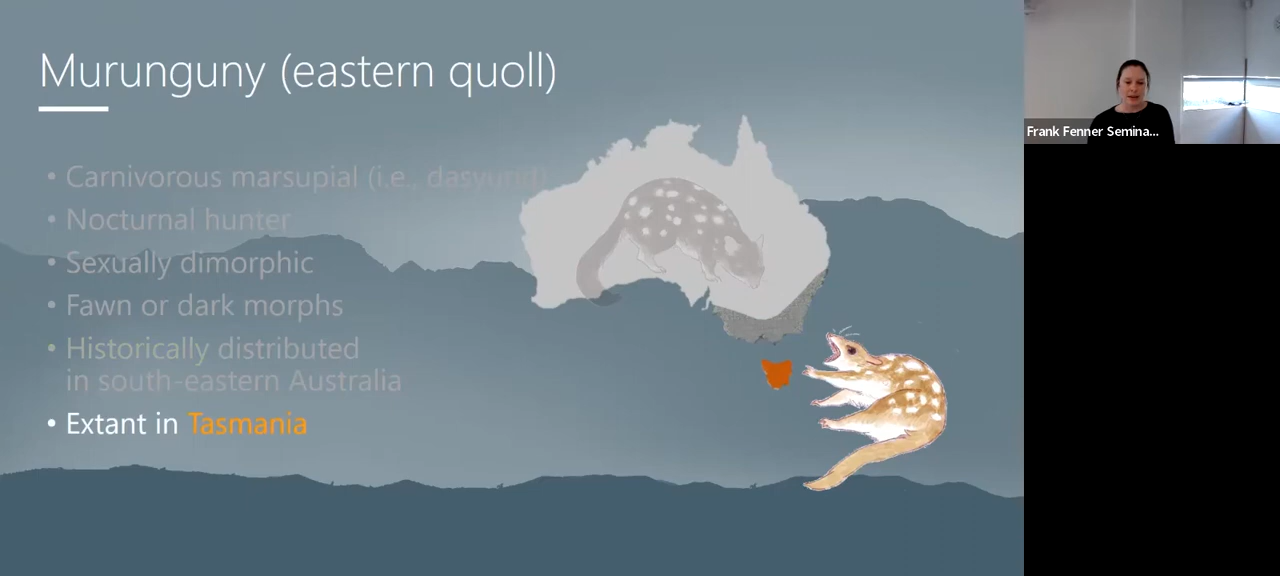 Murunguny (eastern quoll)
• Carnivorous marsupial (i.e., dasyurid)
• Nocturnal hunter
• Sexually dimorphic
• Fawn or dark morphs
• Historically distributed
in south-eastern Australia
• Extant in Tasmania
Frank Fenner Semina...